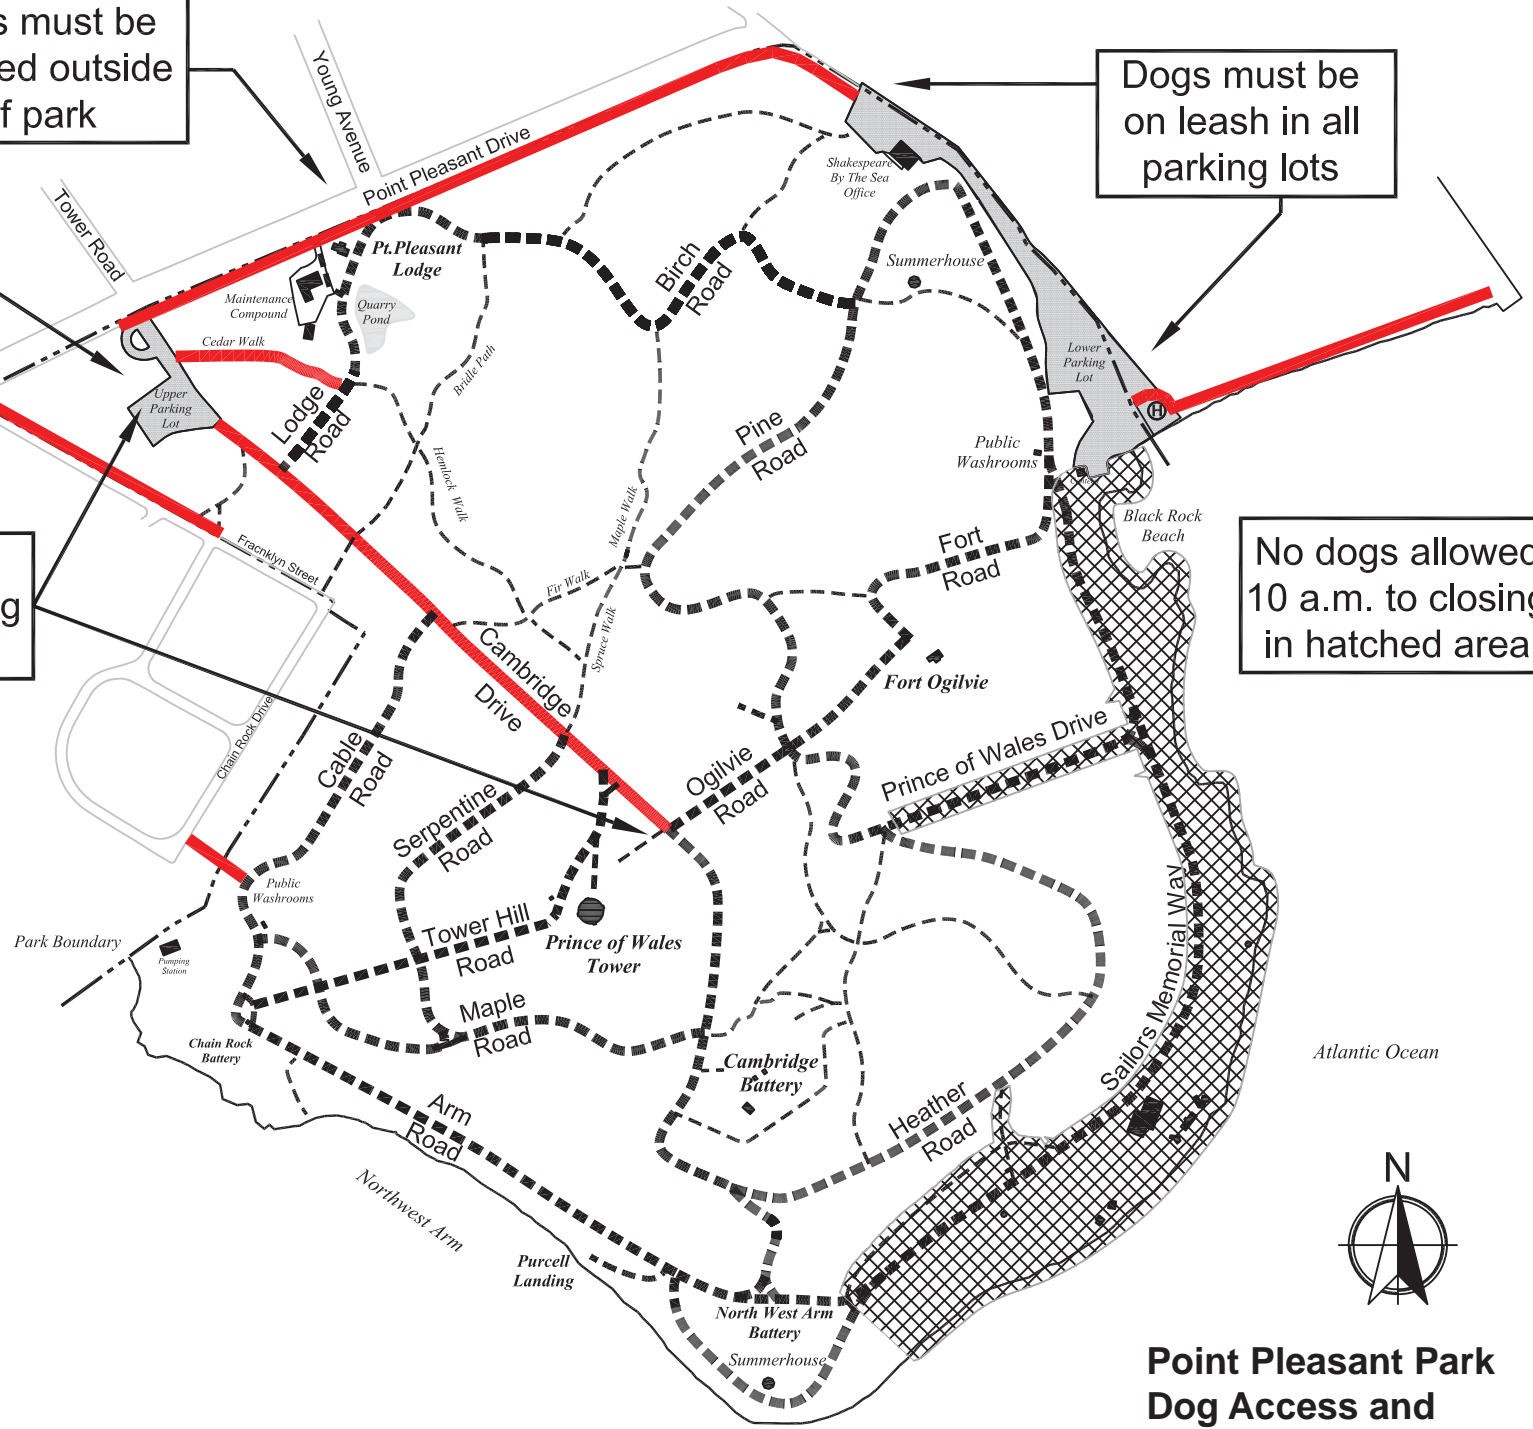 s must be
ed outside
f park
Dogs must be
on leash in all
parking lots
Young Avenue
Point Pleasant Drive
Tower Road
Shakespeare
By The Sea
Office
Pt.Pleasant
Lodge
Birch
Road
Summerhouse
Maintenance
Compound
Quarry
Pond
Cedar Walk
Bridle Path
Lower
Parking
Lot
H
Upper
Parking
Lot
Lodge
Road
Pine
Road
Public
Washrooms
Hemlock Walk
Maple Walk
Black Rock
Beach
No dogs allowed
10 a.m. to closing
in hatched area
Fracnklyn Street
Fort
Road
Fir Walk
g
Spruce Walk
Cambridge
Drive
Fort Ogilvie
Chain Rock Drive
Cable
Road
Prince of Wales Drive
Ogilvie
Road
Serpentine
Road
Public
Washrooms
Park Boundary
Pumping
Station
Tower Hill
Road
Prince of Wales
Tower
Sailors Memorial Way
Maple
Road
Chain Rock
Battery
Cambridge
Battery
Atlantic Ocean
Arm
Road
Heather
Road
Northwest Arm
N
Purcell
Landing
North West Arm
Battery
Summerhouse
Point Pleasant Park
Dog Access and